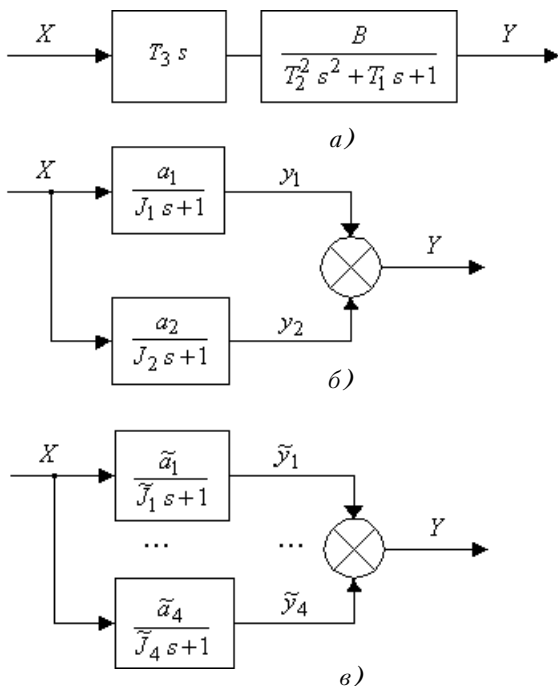 X T₃ s B Y
T₂² s² + T₁ s + 1
а)
X a₁ y₁
J₁ s + 1
Y
a₂ y₂
J₂ s + 1
б)
X ã₁ ỹ₁
J̃₁ s + 1
... ...
Y
ã₄ ỹ₄
J̃₄ s + 1
в)